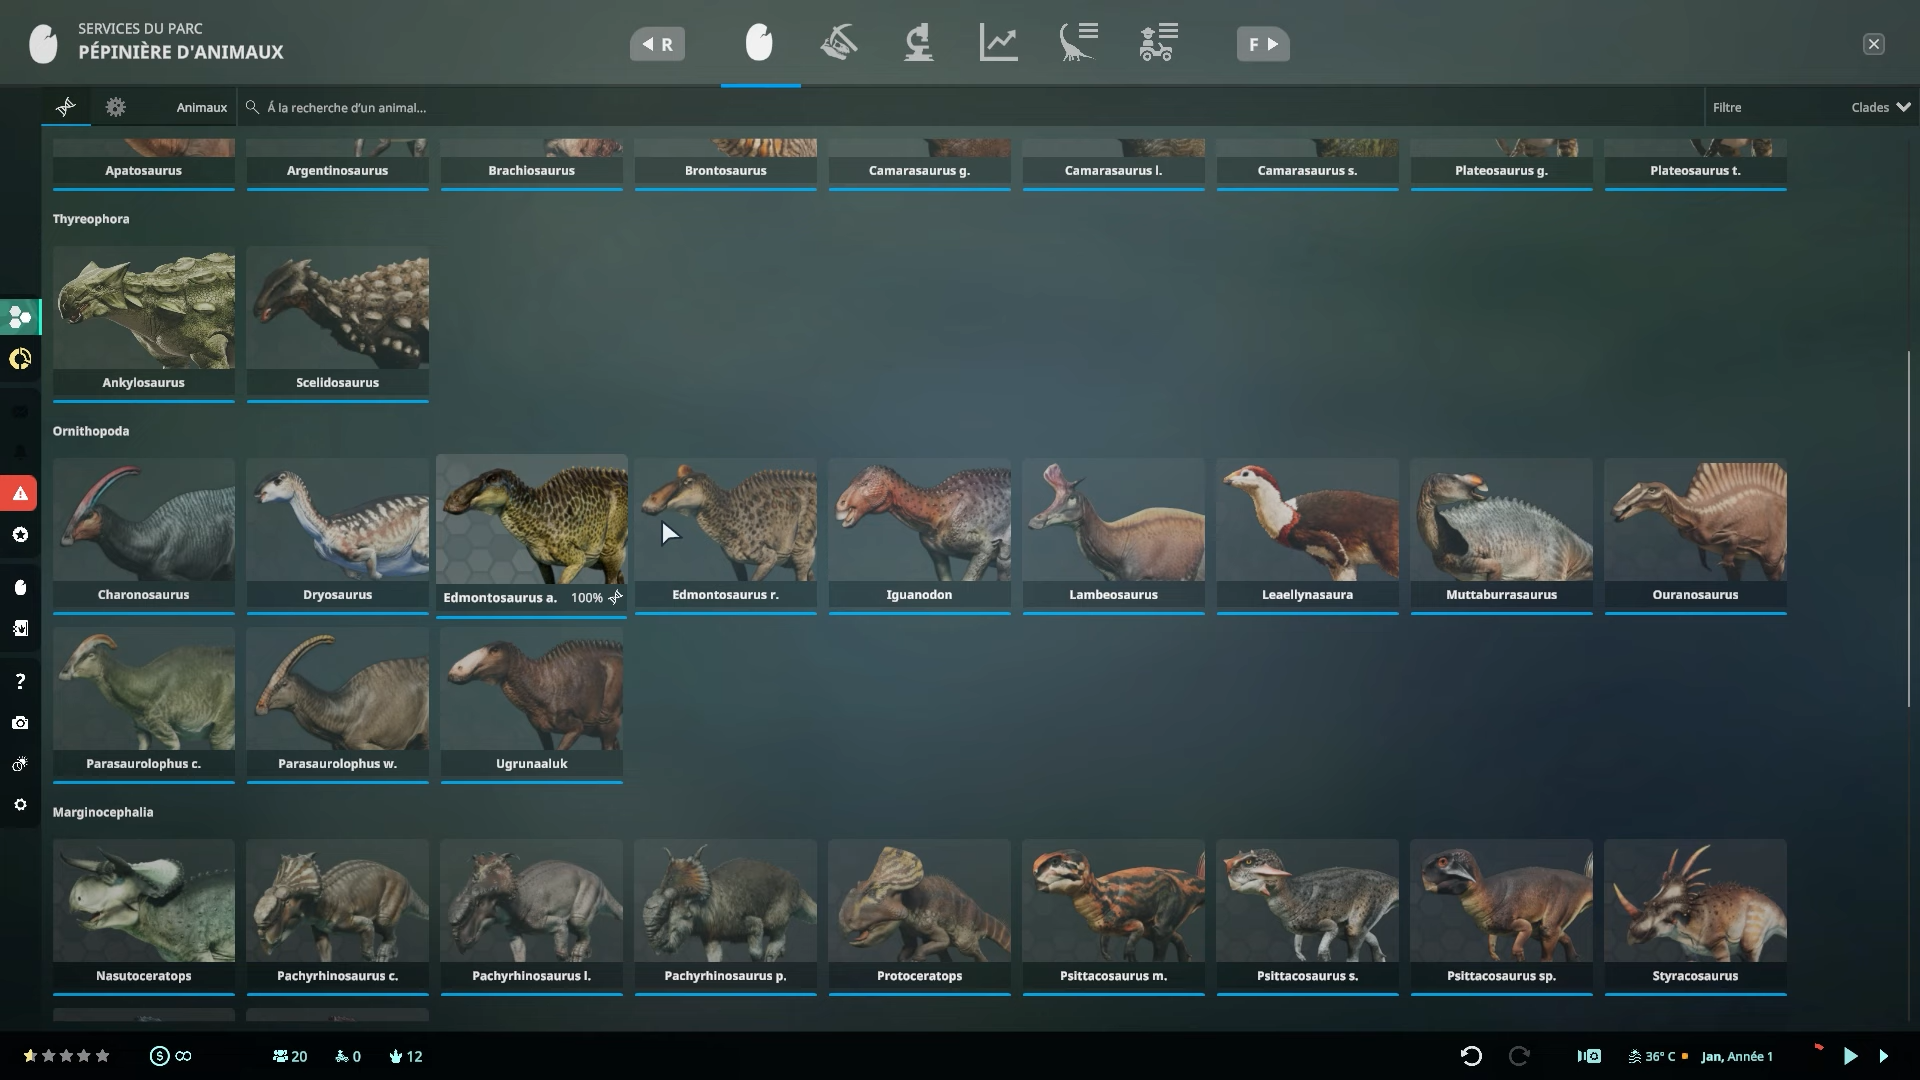 SERVICES DU PARC
PÉPINIÈRE D'ANIMAUX
R
F
Animaux
Á la recherche d'un animal...
Filtre
Clades
Apatosaurus
Argentinosaurus
Brachiosaurus
Brontosaurus
Camarasaurus g.
Camarasaurus l.
Camarasaurus s.
Plateosaurus g.
Plateosaurus t.
Thyreophora
Ankylosaurus
Scelidosaurus
Ornithopoda
Charonosaurus
Dryosaurus
Edmontosaurus a. 100%
Edmontosaurus r.
Iguanodon
Lambeosaurus
Leaellynasaura
Muttaburrasaurus
Ouranosaurus
Parasaurolophus c.
Parasaurolophus w.
Ugrunaaluk
Marginocephalia
Nasutoceratops
Pachyrhinosaurus c.
Pachyrhinosaurus l.
Pachyrhinosaurus p.
Protoceratops
Psittacosaurus m.
Psittacosaurus s.
Psittacosaurus sp.
Styracosaurus
20
0
12
36° C
Jan, Année 1